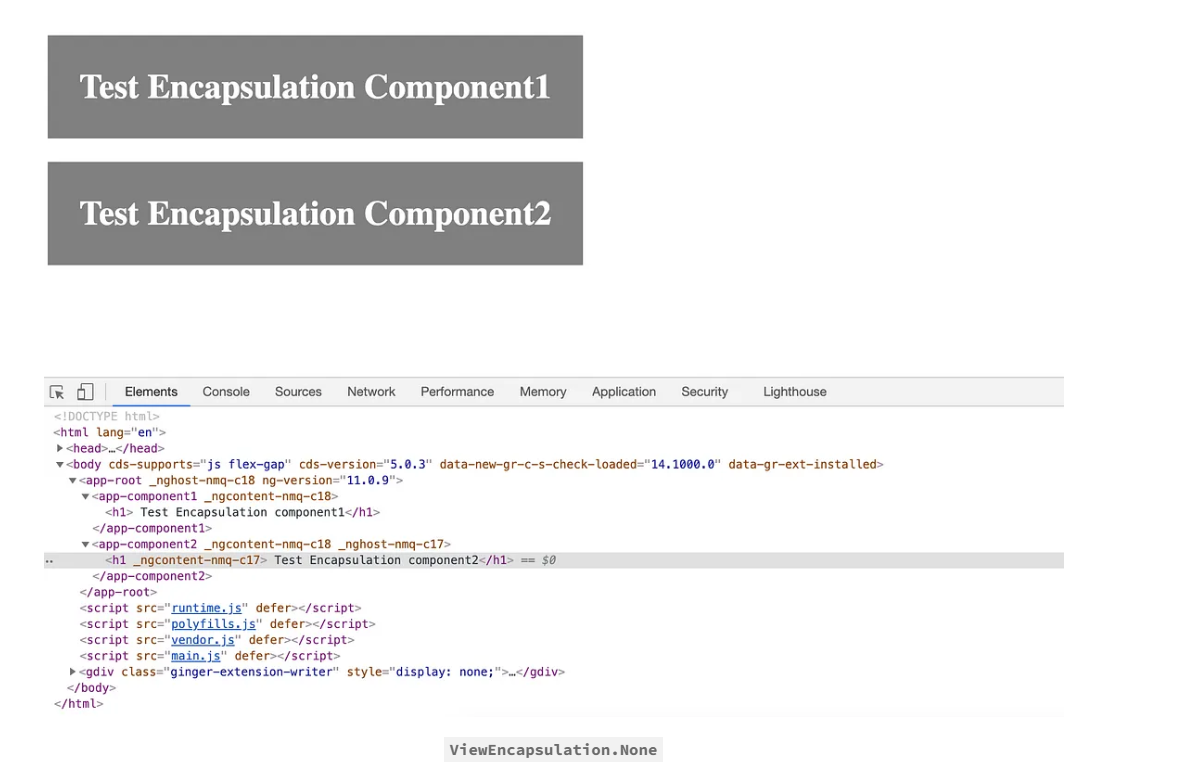 Test Encapsulation Component1
Test Encapsulation Component2
Elements Console Sources Network Performance Memory Application Security Lighthouse
<!DOCTYPE html>
<html lang="en">
▶<head>…</head>
▼<body cds-supports="js flex-gap" cds-version="5.0.3" data-new-gr-c-s-check-loaded="14.1000.0" data-gr-ext-installed>
▼<app-root _nghost-nmq-c18 ng-version="11.0.9">
▼<app-component1 _ngcontent-nmq-c18>
<h1> Test Encapsulation component1</h1>
</app-component1>
▼<app-component2 _ngcontent-nmq-c18 _nghost-nmq-c17>
<h1 _ngcontent-nmq-c17> Test Encapsulation component2</h1> == $0
</app-component2>
</app-root>
<script src="runtime.js" defer></script>
<script src="polyfills.js" defer></script>
<script src="vendor.js" defer></script>
<script src="main.js" defer></script>
▶<gdiv class="ginger-extension-writer" style="display: none;">…</gdiv>
</body>
</html>
ViewEncapsulation.None